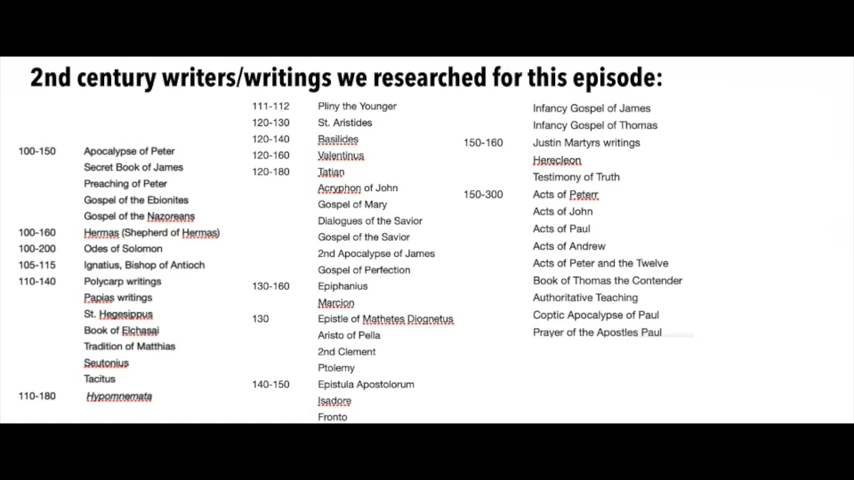 2nd century writers/writings we researched for this episode:
100-150 Apocalypse of Peter
Secret Book of James
Preaching of Peter
Gospel of the Ebionites
Gospel of the Nazoreans
100-160 Hermas (Shepherd of Hermas)
100-200 Odes of Solomon
105-115 Ignatius, Bishop of Antioch
110-140 Polycarp writings
Papias writings
St. Hegesippus
Book of Elchasai
Tradition of Matthias
Seutonius
Tacitus
110-180 Hypomnemata
111-112 Pliny the Younger
120-130 St. Aristides
120-140 Basilides
120-160 Valentinus
120-180 Tatian
Acryphon of John
Gospel of Mary
Dialogues of the Savior
Gospel of the Savior
2nd Apocalypse of James
Gospel of Perfection
130-160 Epiphanius
Marcion
130 Epistle of Mathetes Diognetus
Aristo of Pella
2nd Clement
Ptolemy
140-150 Epistula Apostolorum
Isadore
Fronto
Infancy Gospel of James
Infancy Gospel of Thomas
150-160 Justin Martyrs writings
Herecleon
Testimony of Truth
150-300 Acts of Peterr
Acts of John
Acts of Paul
Acts of Andrew
Acts of Peter and the Twelve
Book of Thomas the Contender
Authoritative Teaching
Coptic Apocalypse of Paul
Prayer of the Apostles Paul